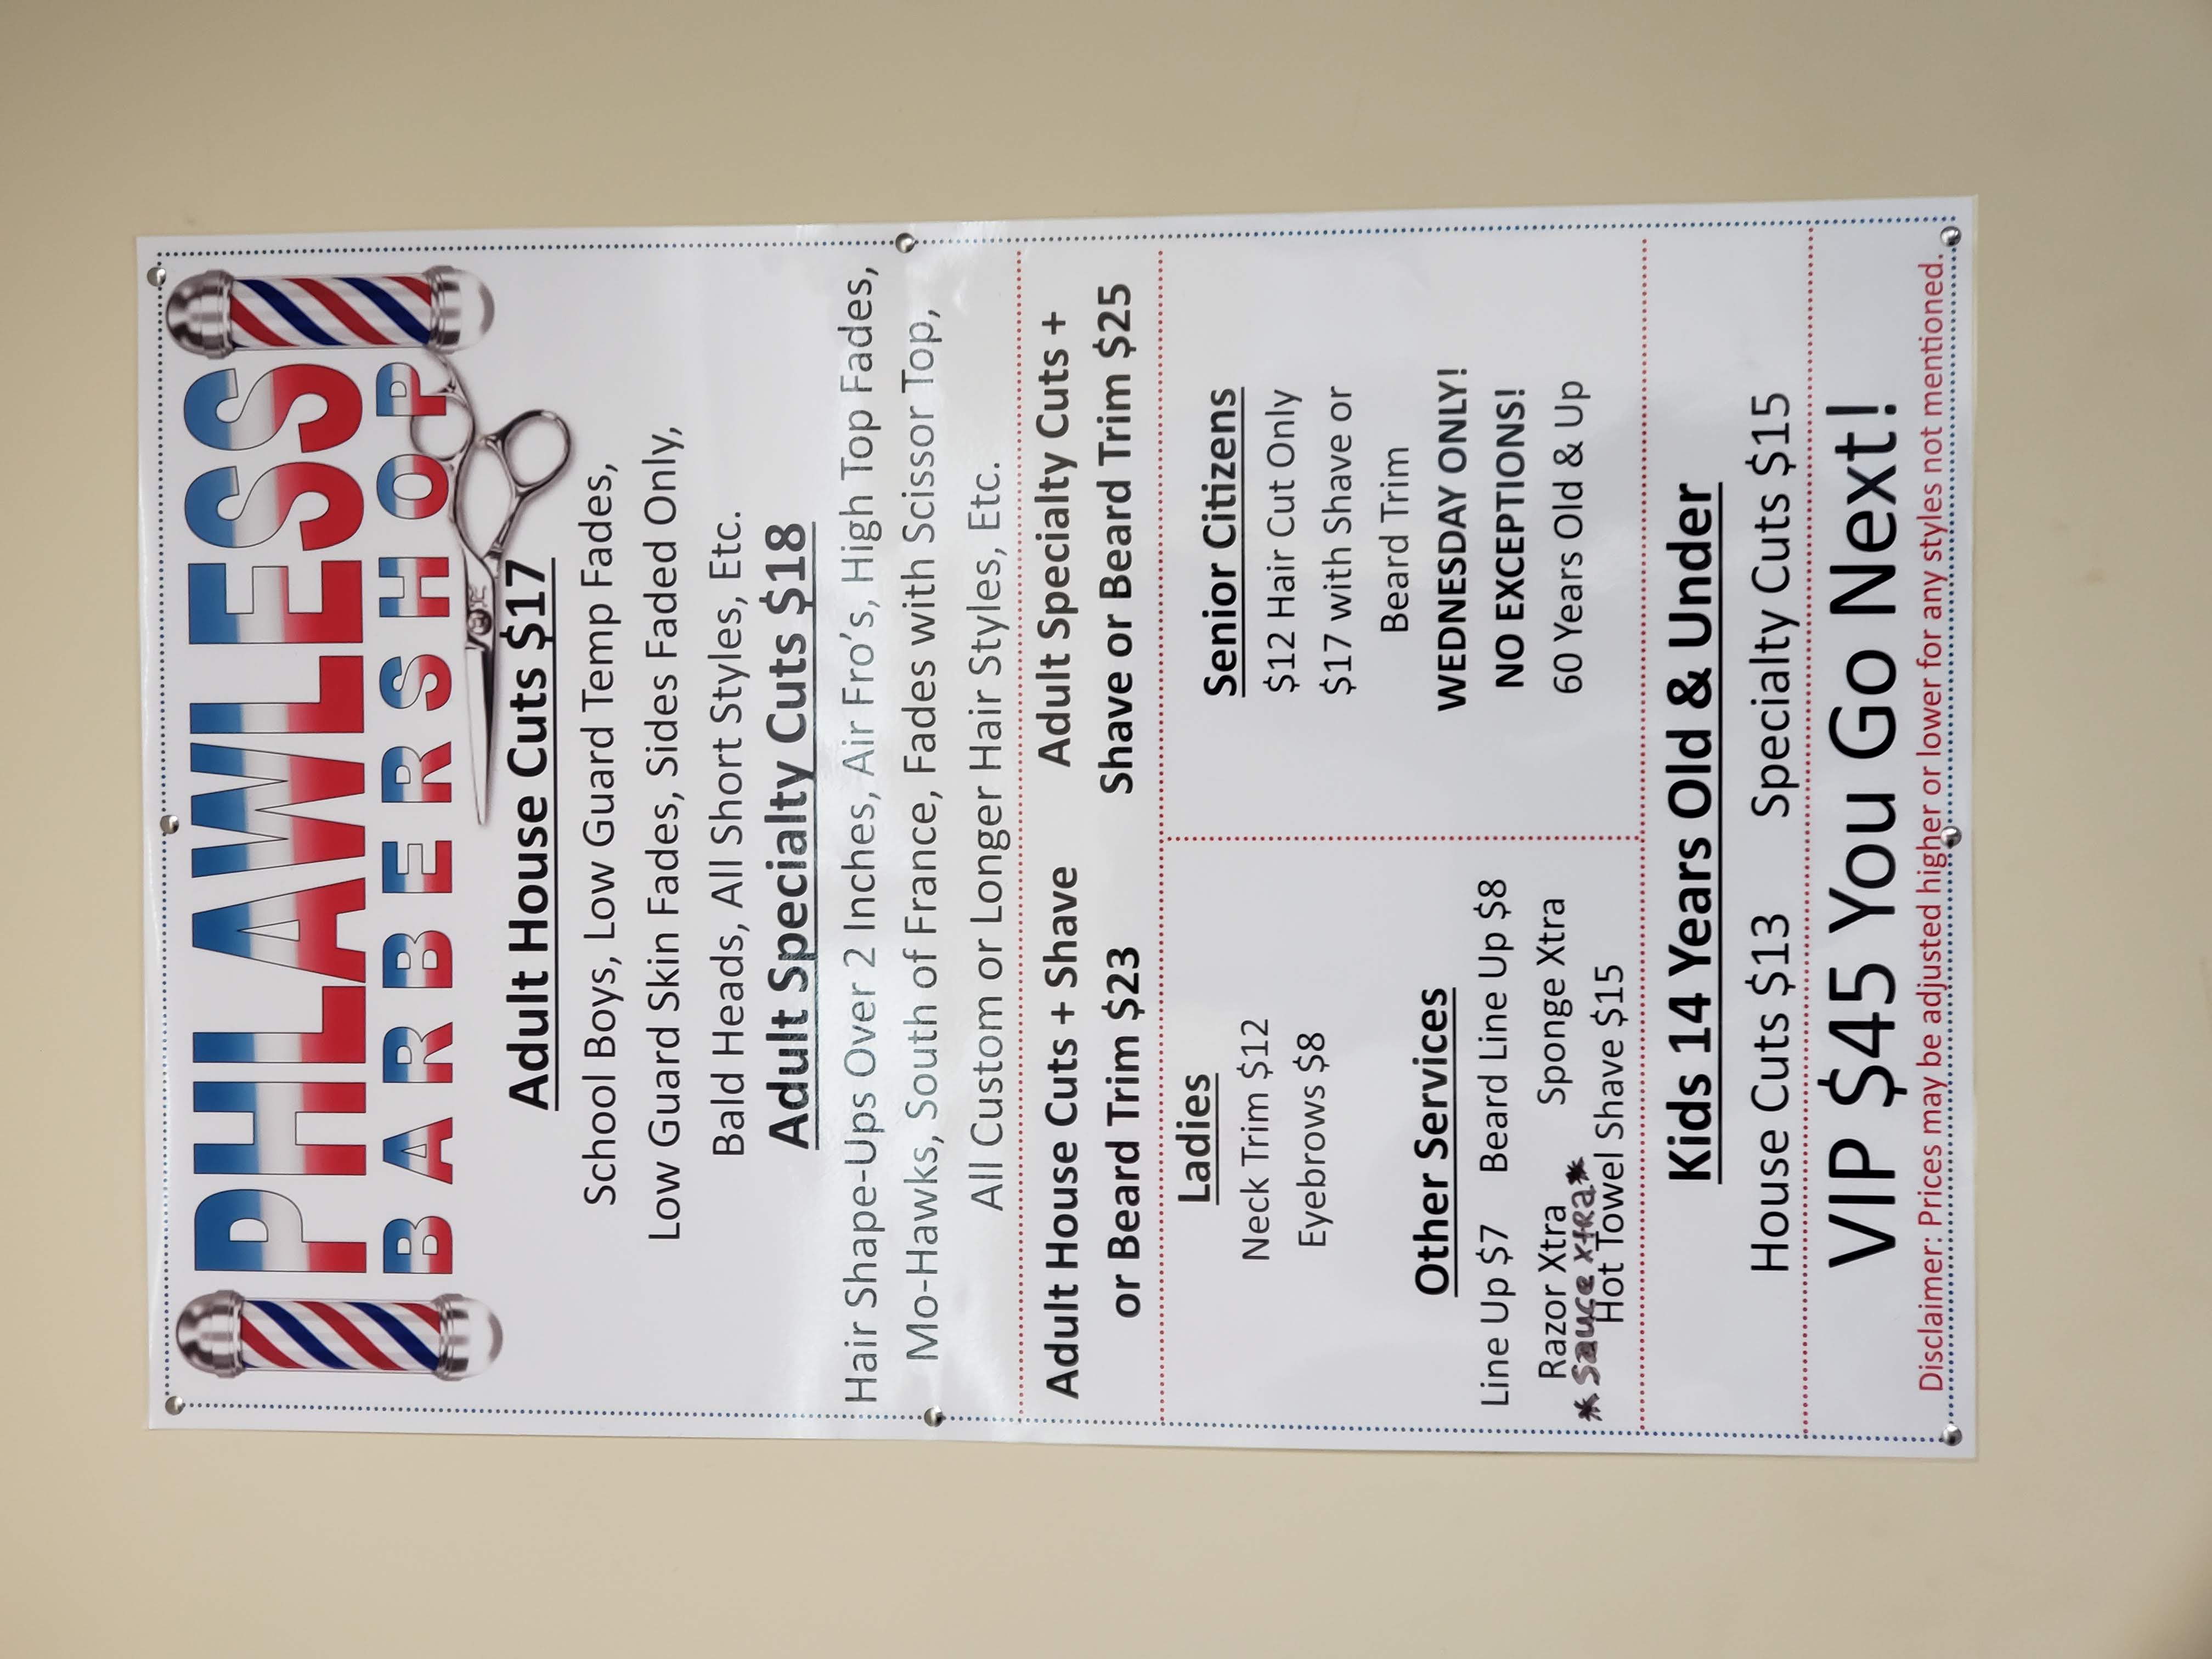 PHLAWLESS
BARBERSHOP
Adult House Cuts $17
School Boys, Low Guard Temp Fades,
Low Guard Skin Fades, Sides Faded Only,
Bald Heads, All Short Styles, Etc.
Adult Specialty Cuts $18
Hair Shape-Ups Over 2 Inches, Air Fro's, High Top Fades,
Mo-Hawks, South of France, Fades with Scissor Top,
All Custom or Longer Hair Styles, Etc.
Adult House Cuts + Shave
or Beard Trim $23
Adult Specialty Cuts +
Shave or Beard Trim $25
Ladies
Neck Trim $12
Eyebrows $8
Other Services
Line Up $7 Beard Line Up $8
Razor Xtra Sponge Xtra
*Sauce xtra*
Hot Towel Shave $15
Senior Citizens
$12 Hair Cut Only
$17 with Shave or
Beard Trim
WEDNESDAY ONLY!
NO EXCEPTIONS!
60 Years Old & Up
Kids 14 Years Old & Under
House Cuts $13 Specialty Cuts $15
VIP $45 You Go Next!
Disclaimer: Prices may be adjusted higher or lower for any styles not mentioned.